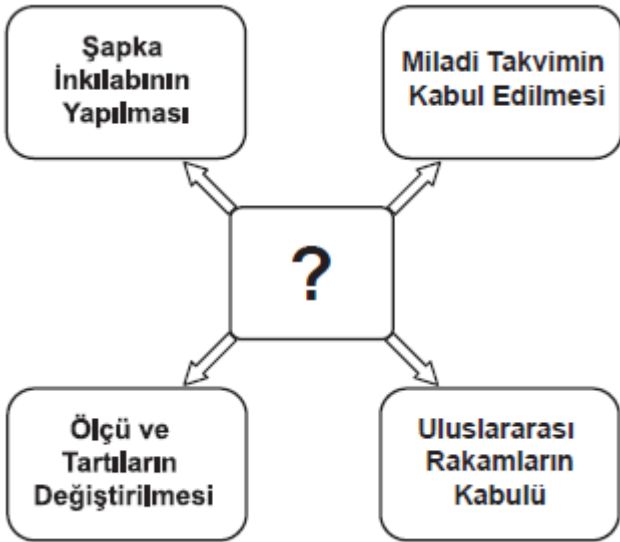 Şapka
İnkılabının
Yapılması
Miladi Takvimin
Kabul Edilmesi
?
Ölçü ve
Tartıların
Değiştirilmesi
Uluslararası
Rakamların
Kabulü